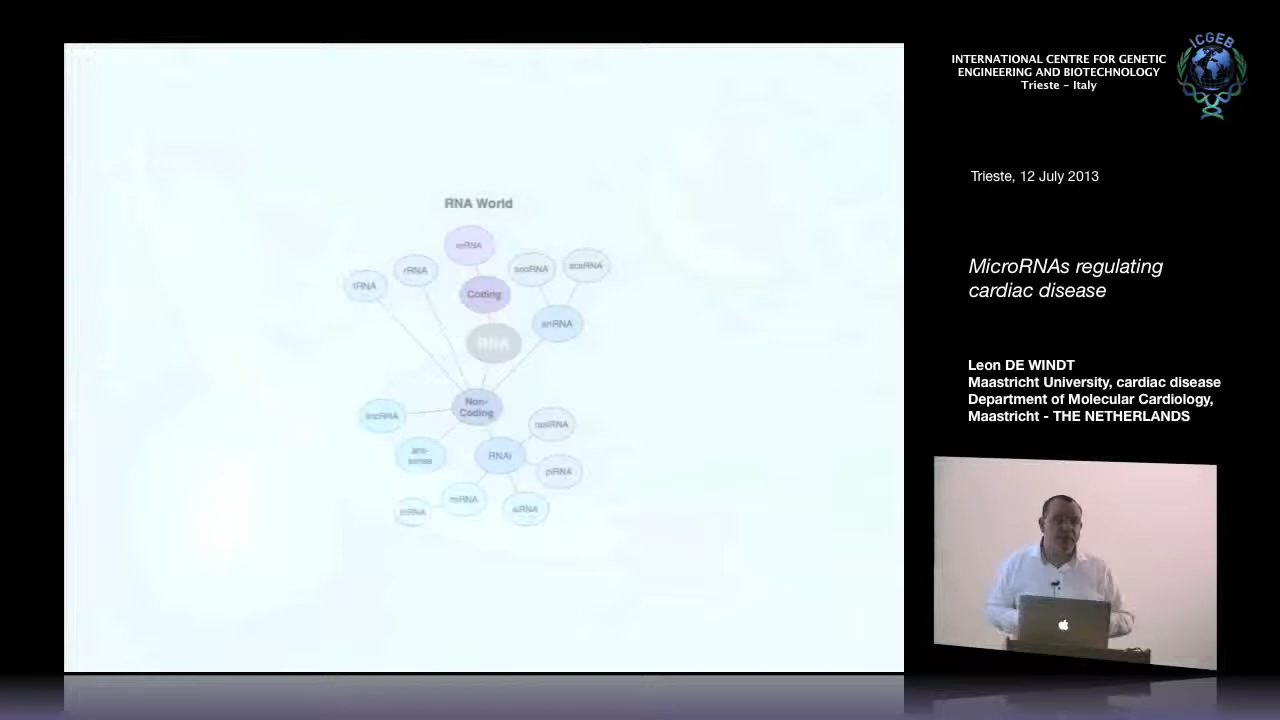 ICGEB
INTERNATIONAL CENTRE FOR GENETIC
ENGINEERING AND BIOTECHNOLOGY
Trieste - Italy
Trieste, 12 July 2013
MicroRNAs regulating
cardiac disease
Leon DE WINDT
Maastricht University, cardiac disease
Department of Molecular Cardiology,
Maastricht - THE NETHERLANDS
RNA World
mRNA
rRNA
snoRNA
scaRNA
tRNA
Coding
snRNA
RNA
Non-
Coding
lincRNA
rasiRNA
anti-
sense
RNAi
piRNA
miRNA
siRNA